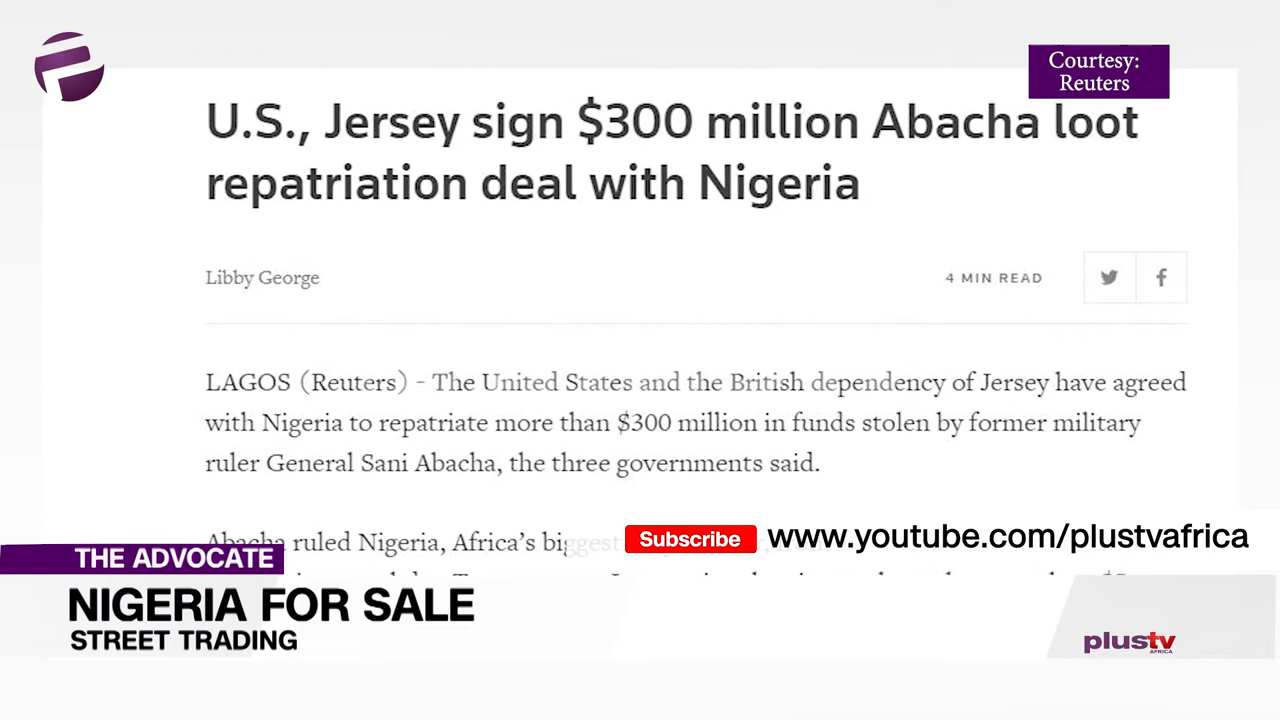 Courtesy:
Reuters
U.S., Jersey sign $300 million Abacha loot
repatriation deal with Nigeria
Libby George
4 MIN READ
LAGOS (Reuters) - The United States and the British dependency of Jersey have agreed
with Nigeria to repatriate more than $300 million in funds stolen by former military
ruler General Sani Abacha, the three governments said.
Abacha ruled Nigeria, Africa's biggest
Subscribe www.youtube.com/plustvafrica
THE ADVOCATE
NIGERIA FOR SALE
STREET TRADING
plustv
AFRICA